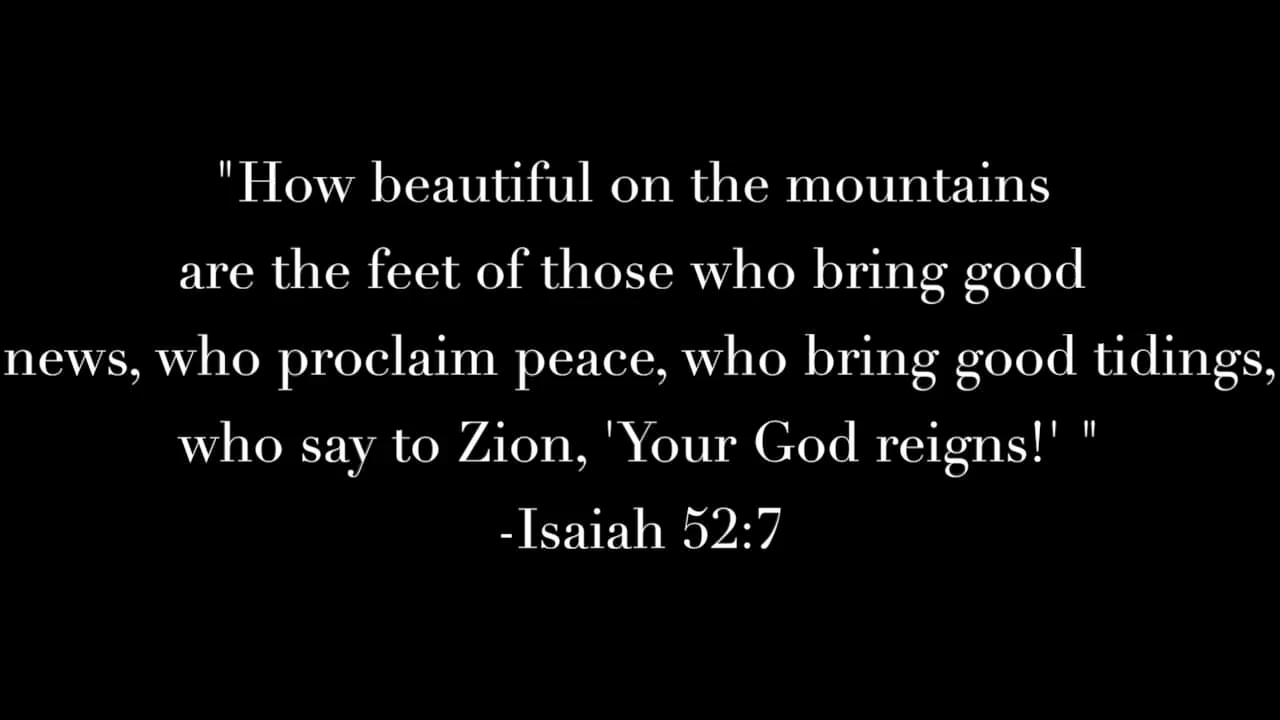 "How beautiful on the mountains
are the feet of those who bring good
news, who proclaim peace, who bring good tidings,
who say to Zion, 'Your God reigns!' "
-Isaiah 52:7